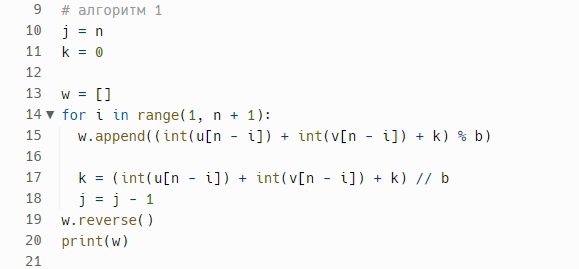 9 # алгоритм 1
10 j = n
11 k = 0
12
13 w = []
14 for i in range(1, n + 1):
15 w.append((int(u[n - i]) + int(v[n - i]) + k) % b)
16
17 k = (int(u[n - i]) + int(v[n - i]) + k) // b
18 j = j - 1
19 w.reverse()
20 print(w)
21